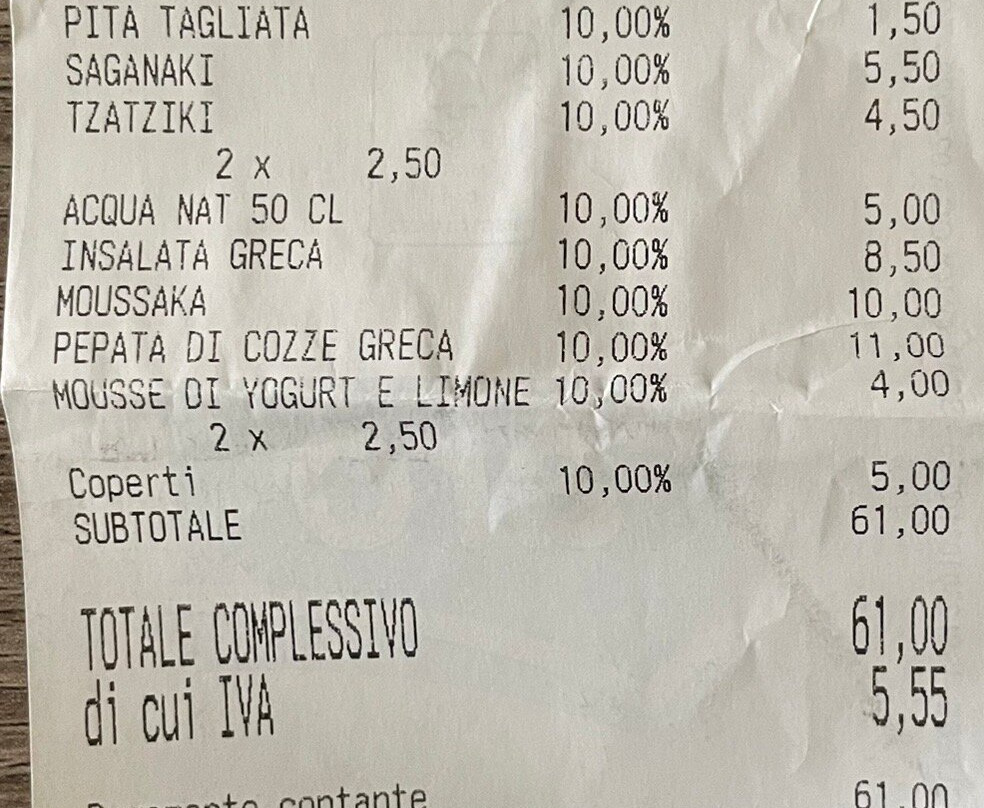 PITA TAGLIATA 10,00% 1,50
SAGANAKI 10,00% 5,50
TZATZIKI 10,00% 4,50
2 x 2,50
ACQUA NAT 50 CL 10,00% 5,00
INSALATA GRECA 10,00% 8,50
MOUSSAKA 10,00% 10,00
PEPATA DI COZZE GRECA 10,00% 11,00
MOUSSE DI YOGURT E LIMONE 10,00% 4,00
2 x 2,50
Coperti 10,00% 5,00
SUBTOTALE 61,00
TOTALE COMPLESSIVO 61,00
di cui IVA 5,55
contante 61,00